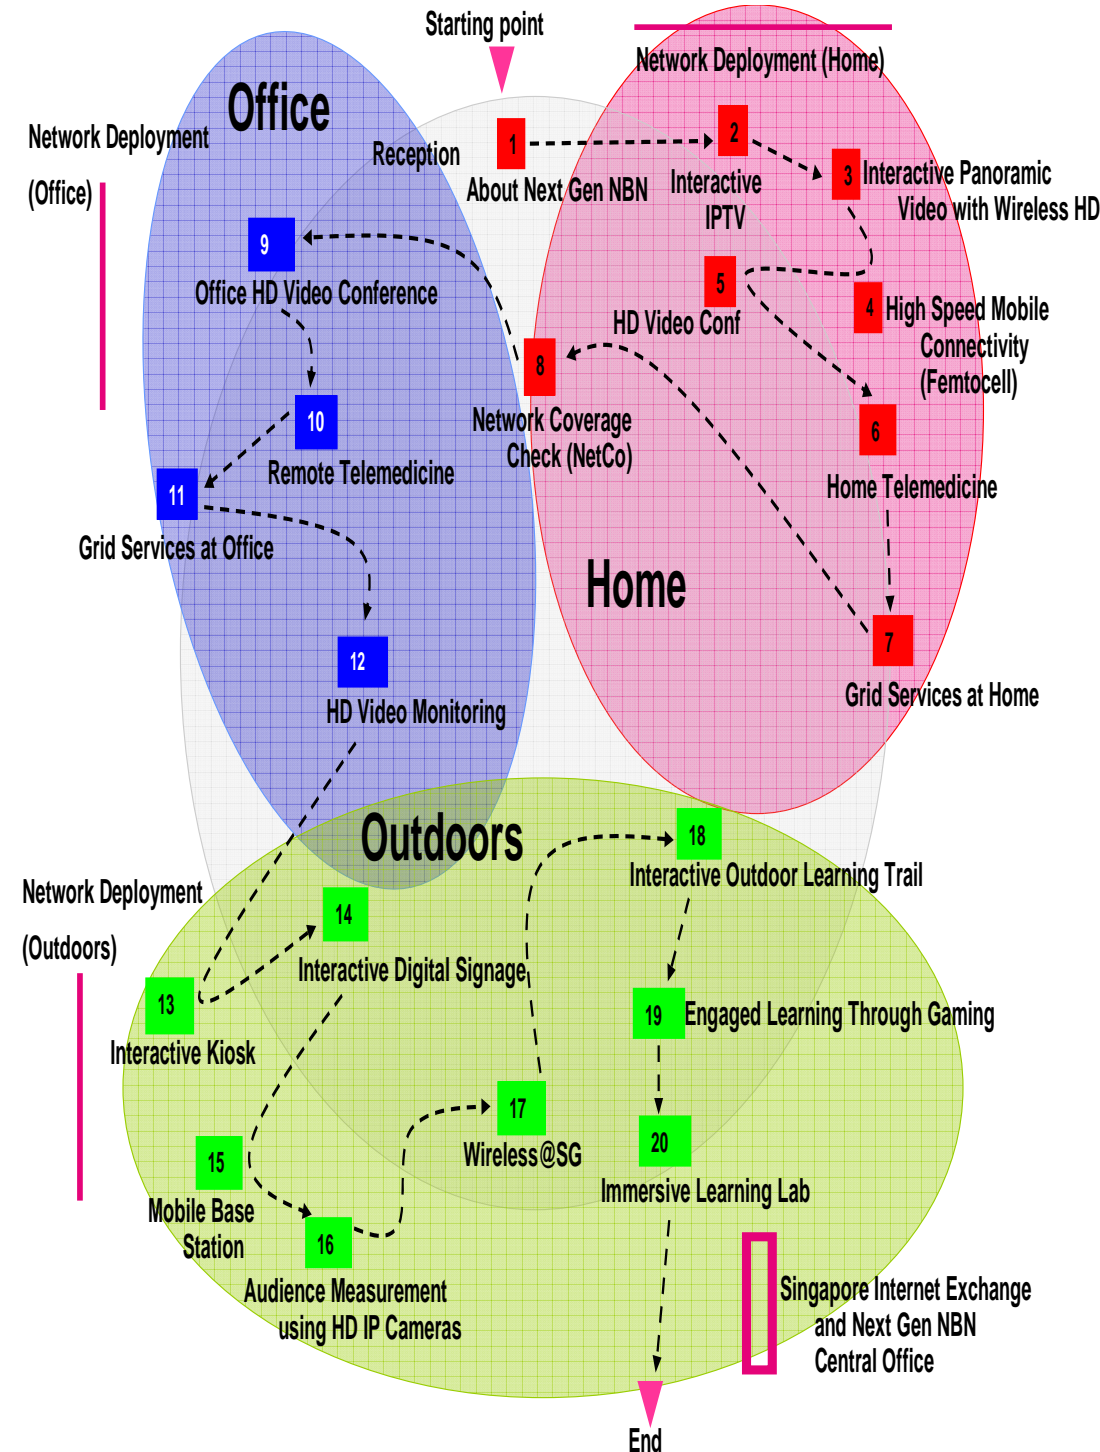 Starting point
Network Deployment (Home)
Office
Network Deployment
(Office)
Reception
1
About Next Gen NBN
2
Interactive
IPTV
3
Interactive Panoramic
Video with Wireless HD
4
High Speed Mobile
Connectivity
(Femtocell)
5
HD Video Conf
6
Home Telemedicine
7
Grid Services at Home
Home
8
Network Coverage
Check (NetCo)
9
Office HD Video Conference
10
Remote Telemedicine
11
Grid Services at Office
12
HD Video Monitoring
Outdoors
Network Deployment
(Outdoors)
13
Interactive Kiosk
14
Interactive Digital Signage
15
Mobile Base
Station
16
Audience Measurement
using HD IP Cameras
17
Wireless@SG
18
Interactive Outdoor Learning Trail
19
Engaged Learning Through Gaming
20
Immersive Learning Lab
Singapore Internet Exchange
and Next Gen NBN
Central Office
End